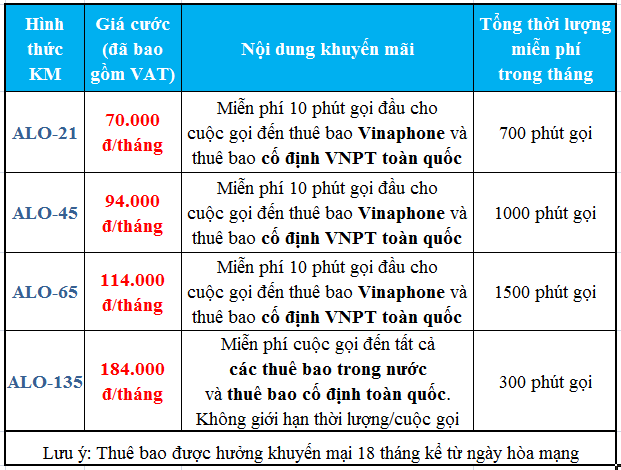 Hình thức KM
Giá cước (đã bao gồm VAT)
Nội dung khuyến mãi
Tổng thời lượng miễn phí trong tháng
ALO-21
70.000 đ/tháng
Miễn phí 10 phút gọi đầu cho
cuộc gọi đến thuê bao Vinaphone và
thuê bao cố định VNPT toàn quốc
700 phút gọi
ALO-45
94.000 đ/tháng
Miễn phí 10 phút gọi đầu cho
cuộc gọi đến thuê bao Vinaphone và
thuê bao cố định VNPT toàn quốc
1000 phút gọi
ALO-65
114.000 đ/tháng
Miễn phí 10 phút gọi đầu cho
cuộc gọi đến thuê bao Vinaphone và
thuê bao cố định VNPT toàn quốc
1500 phút gọi
ALO-135
184.000 đ/tháng
Miễn phí cuộc gọi đến tất cả
các thuê bao trong nước
và thuê bao cố định toàn quốc.
Không giới hạn thời lượng/cuộc gọi
300 phút gọi
Lưu ý: Thuê bao được hưởng khuyến mại 18 tháng kể từ ngày hòa mạng